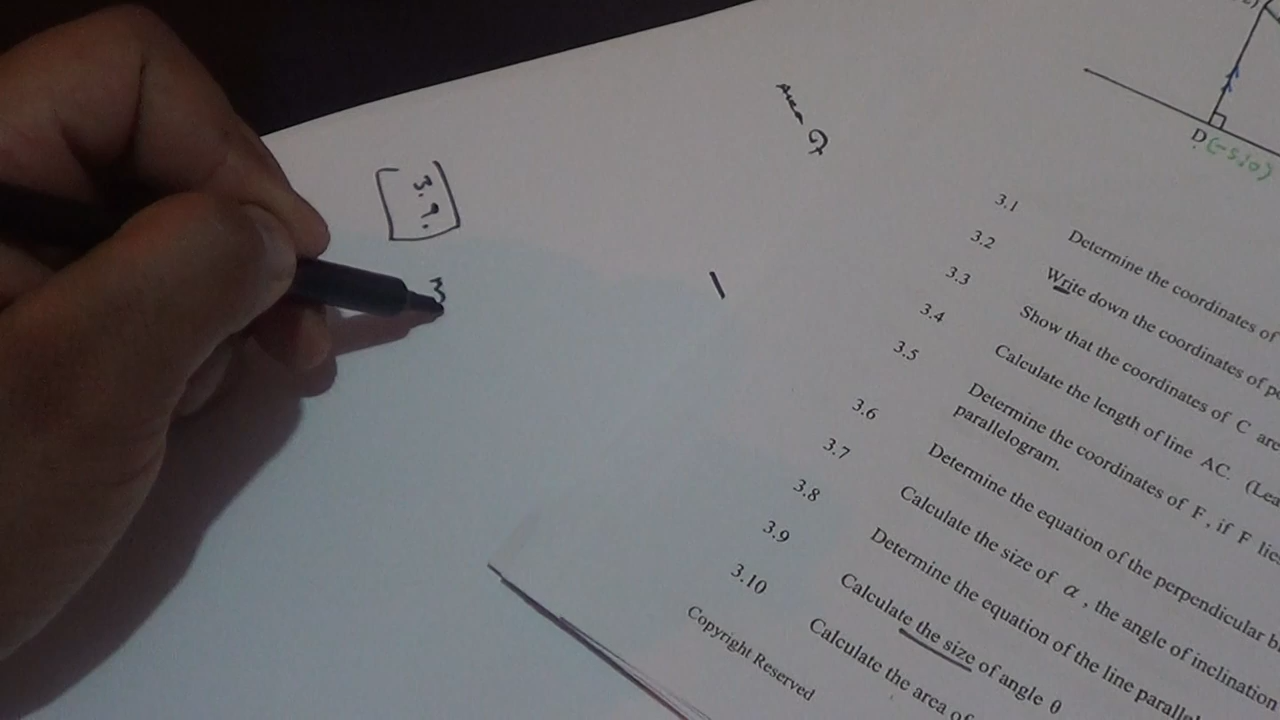 Area
3.9.
3
D(-5;0)
3.1 Determine the coordinates of
3.2 Write down the coordinates of
3.3 Show that the coordinates of C are
3.4 Calculate the length of line AC. (Lea
3.5 Determine the coordinates of F, if F lies
parallelogram.
3.6 Determine the equation of the perpendicular b
3.7 Calculate the size of α, the angle of inclination
3.8 Determine the equation of the line parallel
3.9 Calculate the size of angle θ
3.10 Calculate the area of
Copyright Reserved